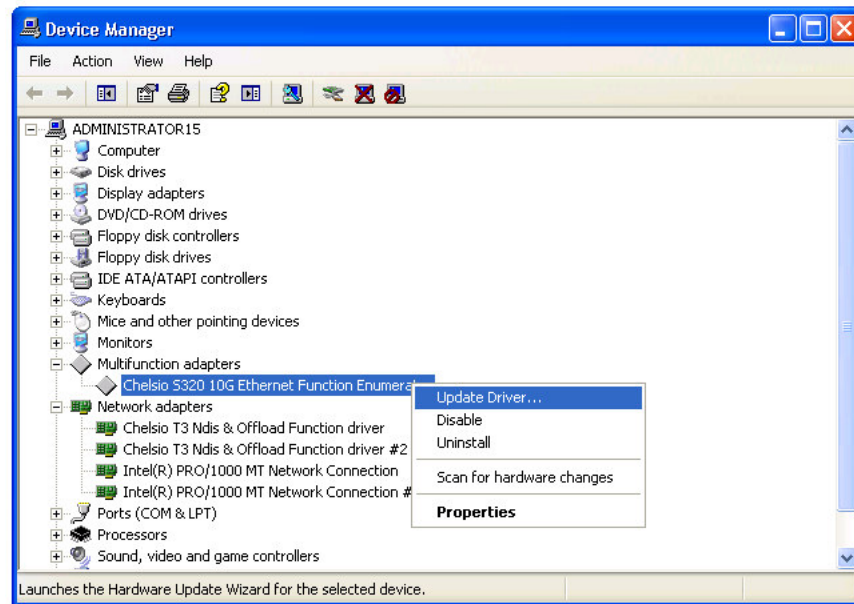 Device Manager
File Action View Help
ADMINISTRATOR15
Computer
Disk drives
Display adapters
DVD/CD-ROM drives
Floppy disk controllers
Floppy disk drives
IDE ATA/ATAPI controllers
Keyboards
Mice and other pointing devices
Monitors
Multifunction adapters
Chelsio S320 10G Ethernet Function
Update Driver...
Network adapters
Chelsio T3 Ndis & Offload Function driver
Disable
Chelsio T3 Ndis & Offload Function driver #2
Uninstall
Intel(R) PRO/1000 MT Network Connection
Scan for hardware changes
Intel(R) PRO/1000 MT Network Connection #
Ports (COM & LPT)
Properties
Processors
Sound, video and game controllers
Launches the Hardware Update Wizard for the selected device.